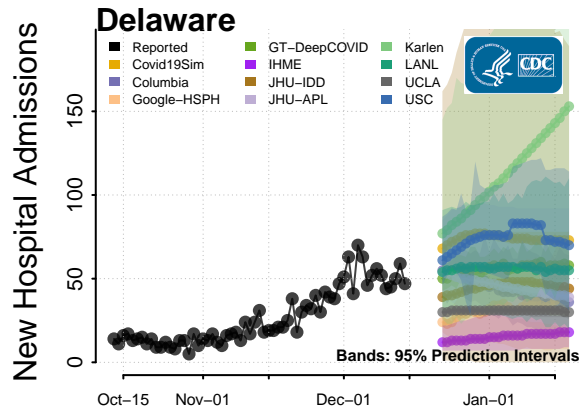 Delaware
Reported
Covid19Sim
Columbia
Google−HSPH
GT−DeepCOVID
IHME
JHU−IDD
JHU−APL
Karlen
LANL
UCLA
USC
CDC
New Hospital Admissions
150
100
50
0
Bands: 95% Prediction Intervals
Oct−15
Nov−01
Dec−01
Jan−01